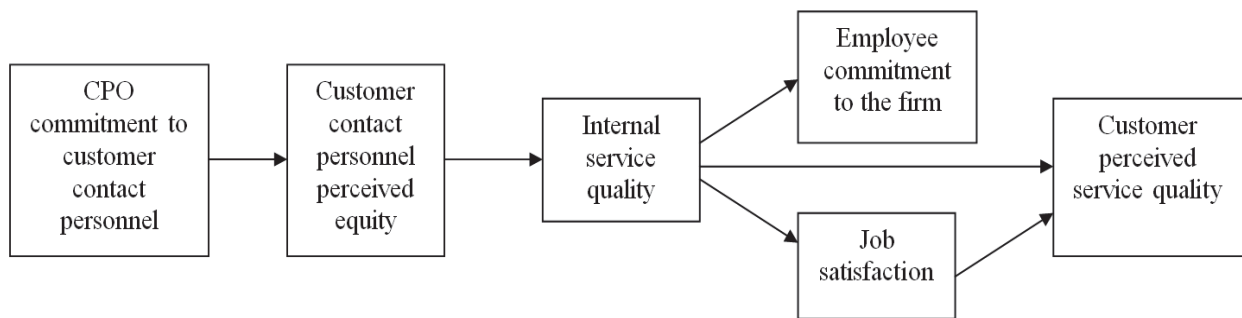 CPO
commitment to
customer
contact
personnel
Customer
contact
personnel
perceived
equity
Internal
service
quality
Employee
commitment
to the firm
Job
satisfaction
Customer
perceived
service quality